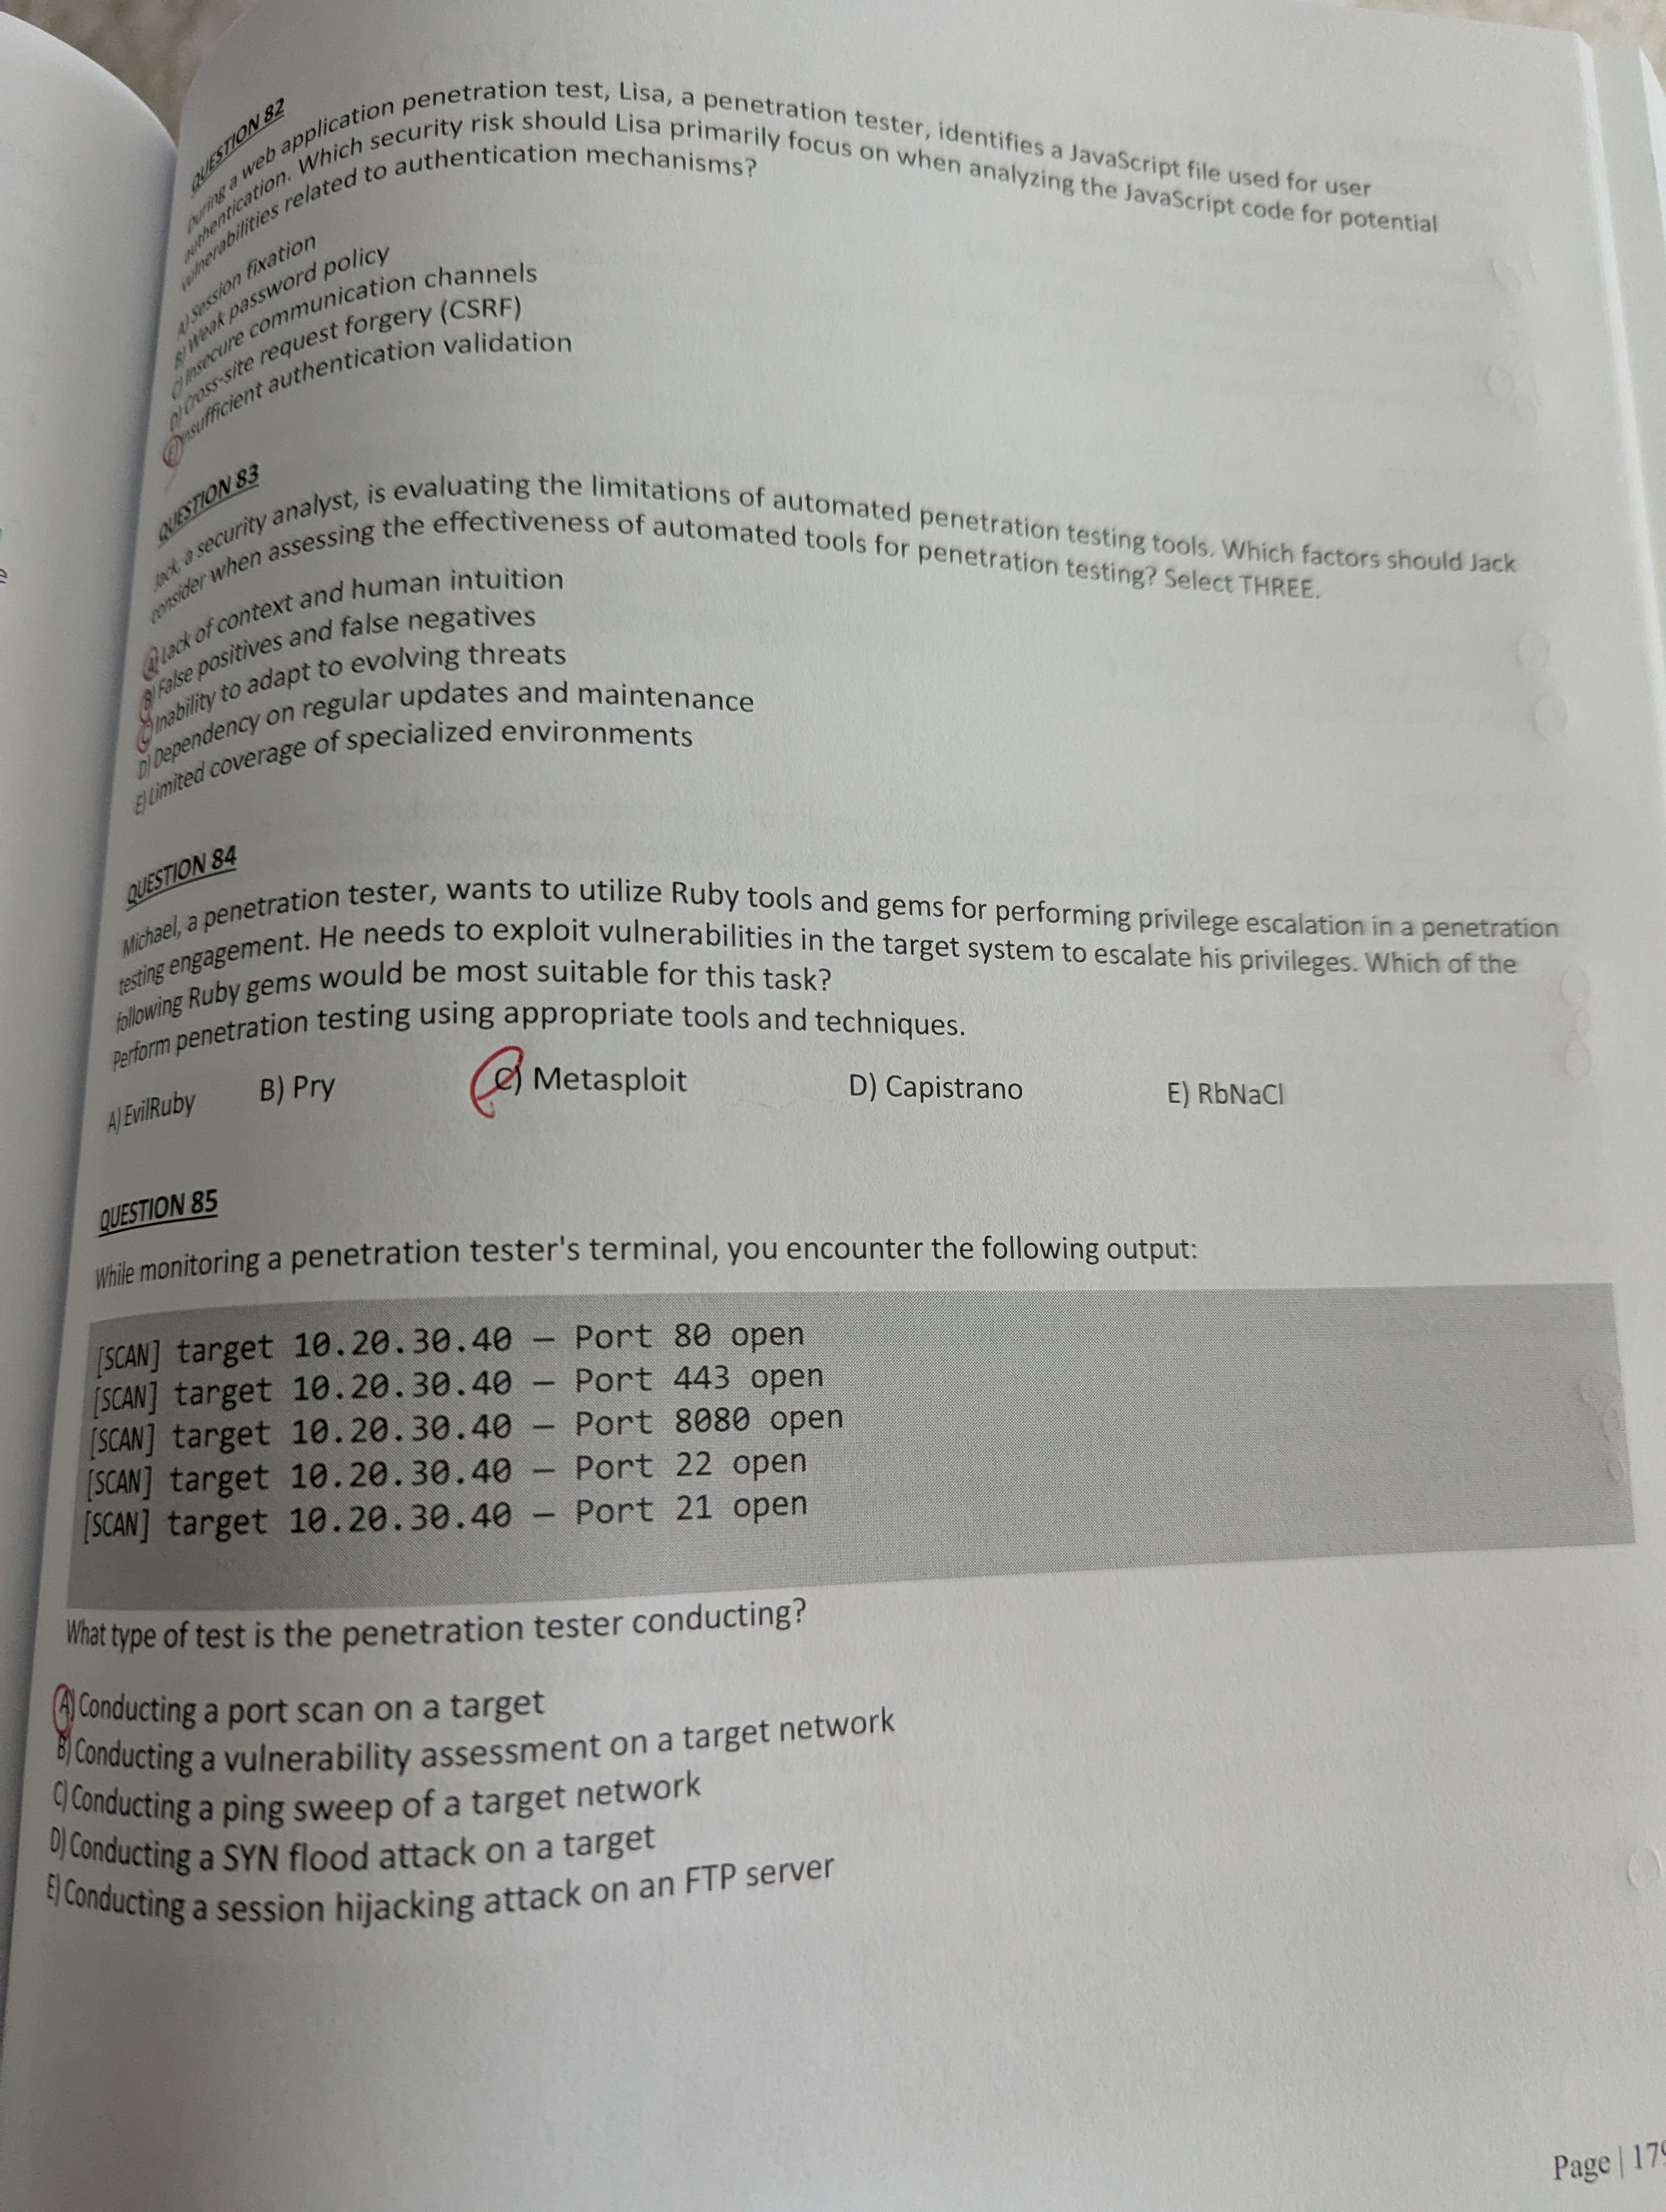 QUESTION 82
During a web application penetration test, Lisa, a penetration tester, identifies a JavaScript file used for user
authentication. Which security risk should Lisa primarily focus on when analyzing the JavaScript code for potential
vulnerabilities related to authentication mechanisms?
A) Session fixation
B) Weak password policy
C) Insecure communication channels
D) Cross-site request forgery (CSRF)
E) Insufficient authentication validation
QUESTION 83
Jack, a security analyst, is evaluating the limitations of automated penetration testing tools. Which factors should Jack
consider when assessing the effectiveness of automated tools for penetration testing? Select THREE.
A) Lack of context and human intuition
B) False positives and false negatives
C) Inability to adapt to evolving threats
D) Dependency on regular updates and maintenance
E) Limited coverage of specialized environments
QUESTION 84
Michael, a penetration tester, wants to utilize Ruby tools and gems for performing privilege escalation in a penetration
testing engagement. He needs to exploit vulnerabilities in the target system to escalate his privileges. Which of the
following Ruby gems would be most suitable for this task?
Perform penetration testing using appropriate tools and techniques.
A) EvilRuby B) Pry C) Metasploit D) Capistrano E) RbNaCl
QUESTION 85
While monitoring a penetration tester's terminal, you encounter the following output:
[SCAN] target 10.20.30.40 – Port 80 open
[SCAN] target 10.20.30.40 – Port 443 open
[SCAN] target 10.20.30.40 – Port 8080 open
[SCAN] target 10.20.30.40 – Port 22 open
[SCAN] target 10.20.30.40 – Port 21 open
What type of test is the penetration tester conducting?
A) Conducting a port scan on a target
B) Conducting a vulnerability assessment on a target network
C) Conducting a ping sweep of a target network
D) Conducting a SYN flood attack on a target
E) Conducting a session hijacking attack on an FTP server
Page |